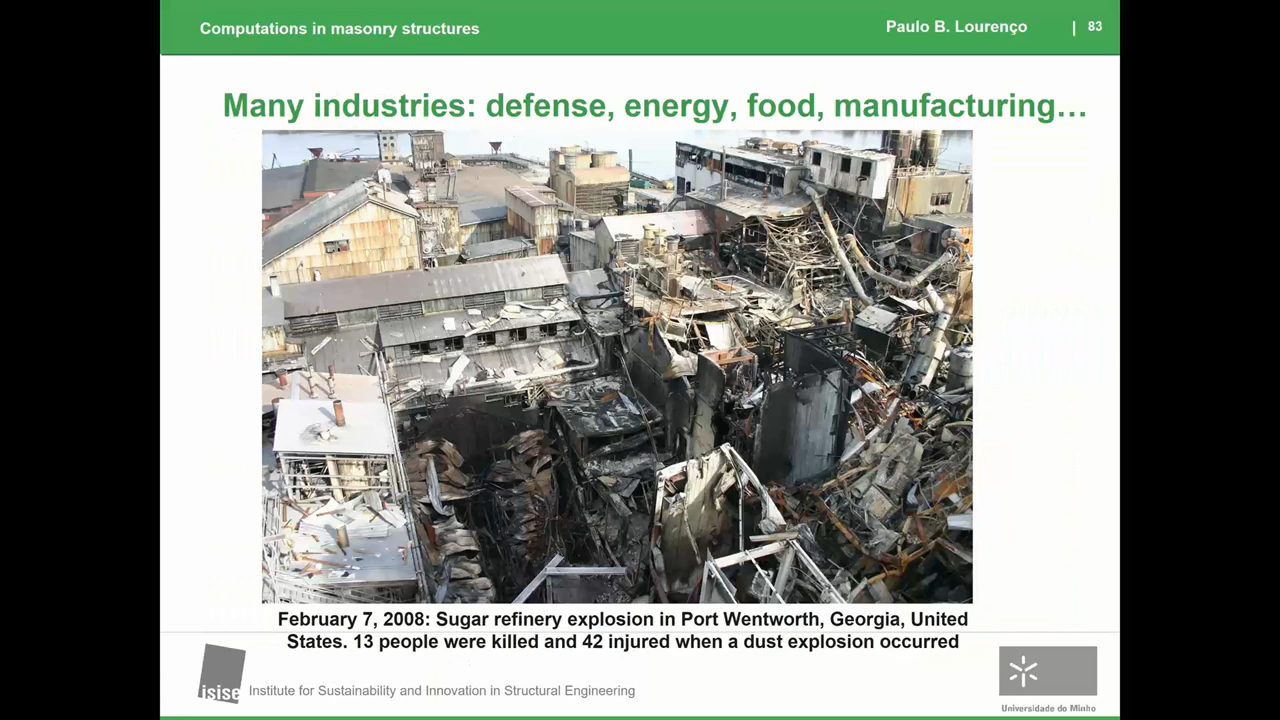 Computations in masonry structures
Paulo B. Lourenço
| 83
Many industries: defense, energy, food, manufacturing…
February 7, 2008: Sugar refinery explosion in Port Wentworth, Georgia, United
States. 13 people were killed and 42 injured when a dust explosion occurred
isise
Institute for Sustainability and Innovation in Structural Engineering
Universidade do Minho